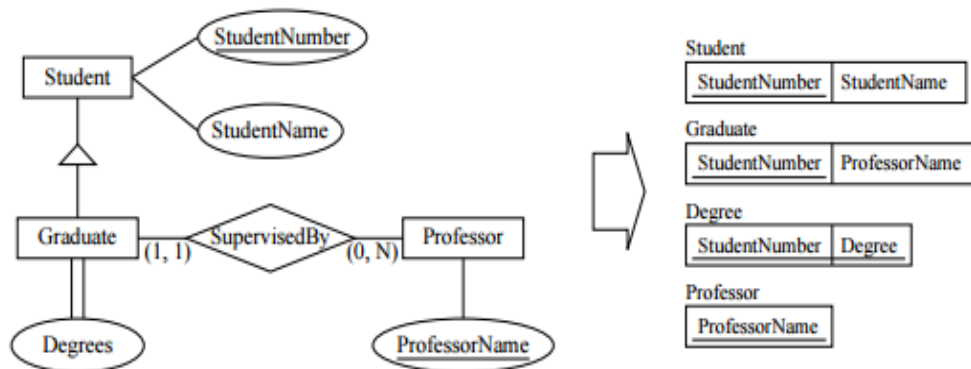 StudentNumber
Student
StudentName
Graduate
(1, 1)
SupervisedBy
(0, N)
Professor
Degrees
ProfessorName
Student
StudentNumber StudentName
Graduate
StudentNumber ProfessorName
Degree
StudentNumber Degree
Professor
ProfessorName